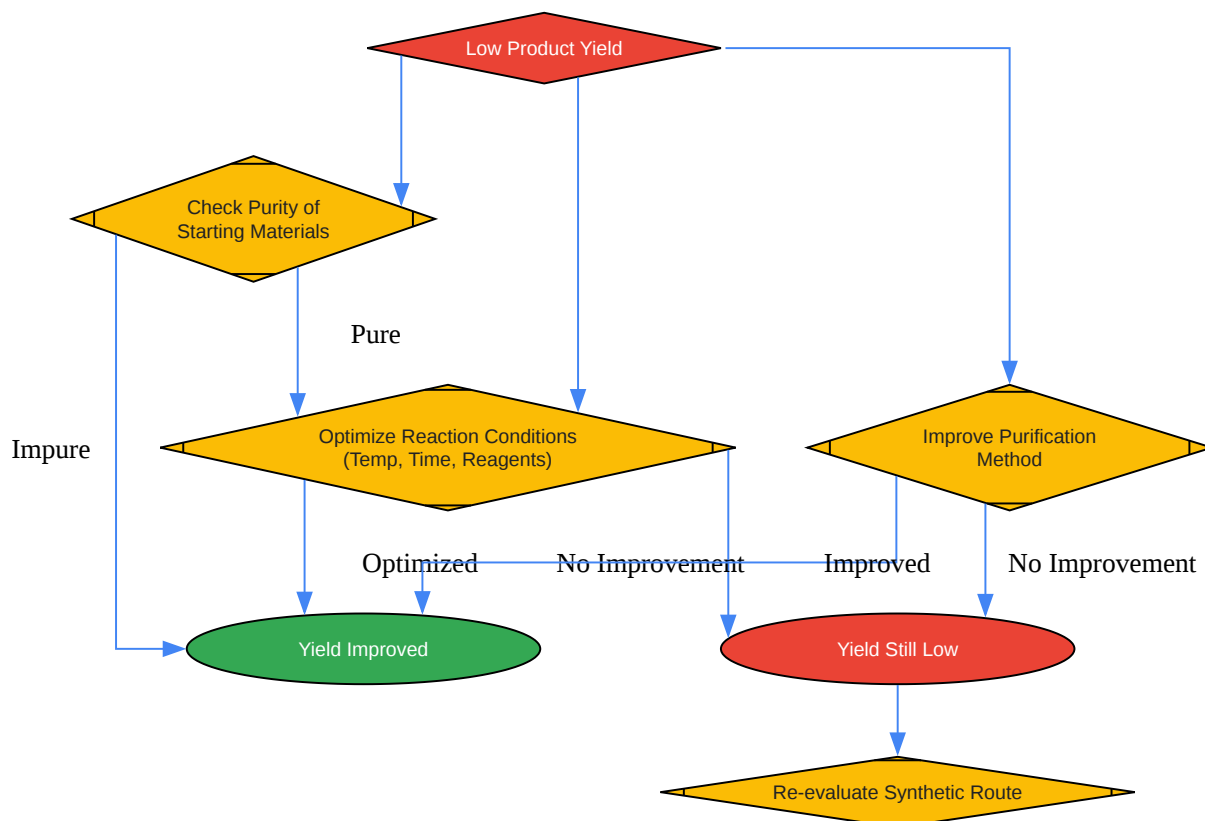 Low Product Yield
Check Purity of
Starting Materials
Pure
Impure
Optimize Reaction Conditions
(Temp, Time, Reagents)
Improve Purification
Method
Optimized
No Improvement
Improved
No Improvement
Yield Improved
Yield Still Low
Re-evaluate Synthetic Route